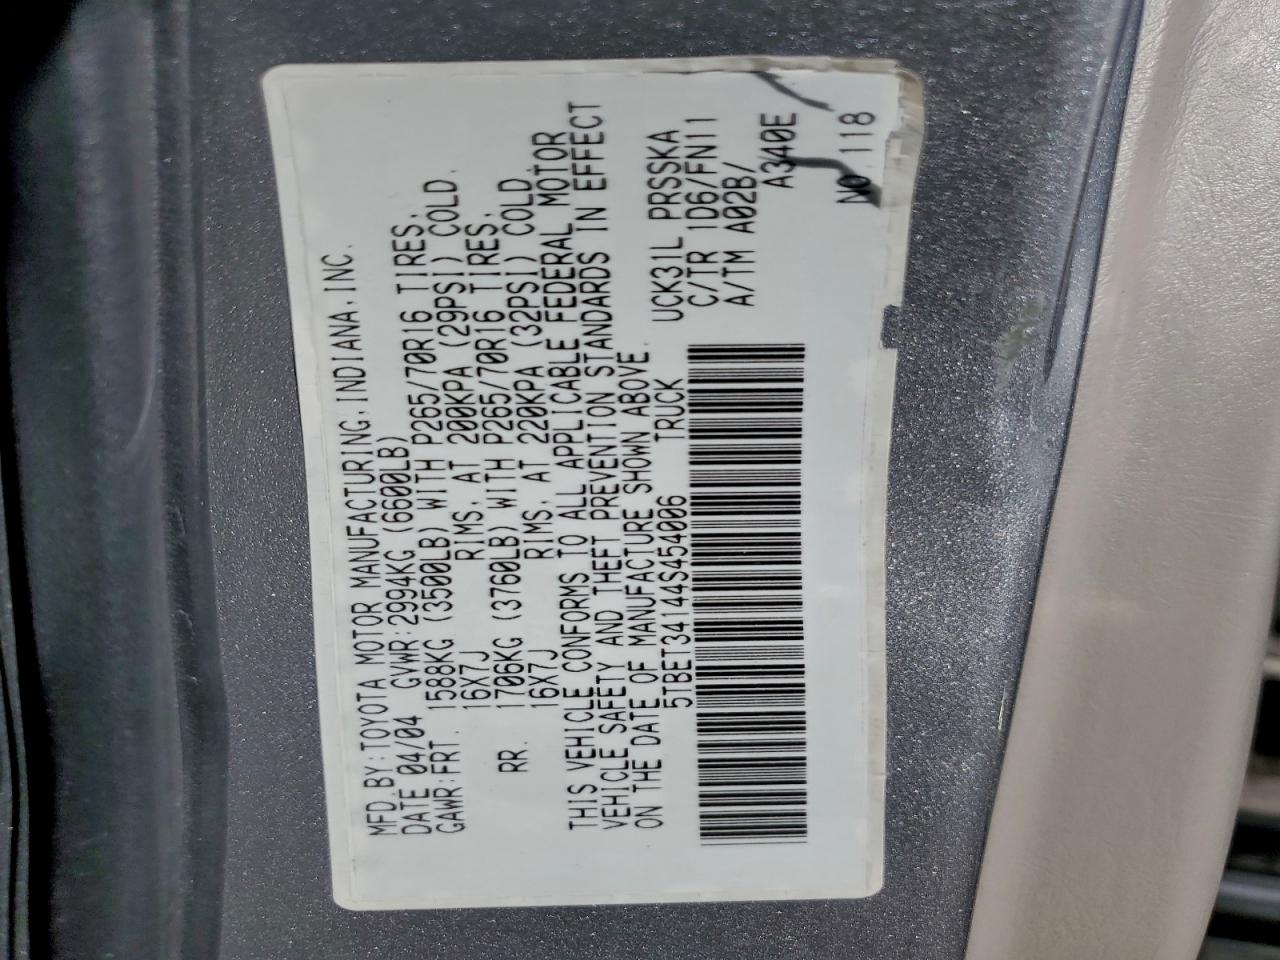 MFD.BY:TOYOTA MOTOR MANUFACTURING,INDIANA,INC.
DATE 04/04 GVWR:2994KG (6600LB)
GAWR:FRT. 1588KG (3500LB) WITH P265/70R16 TIRES,
16X7J RIMS, AT 200KPA (29PSI) COLD.
RR. 1706KG (3760LB) WITH P265/70R16 TIRES,
16X7J RIMS, AT 220KPA (32PSI) COLD.
THIS VEHICLE CONFORMS TO ALL APPLICABLE FEDERAL MOTOR
VEHICLE SAFETY AND THEFT PREVENTION STANDARDS IN EFFECT
ON THE DATE OF MANUFACTURE SHOWN ABOVE.
5TBET34144S454006 TRUCK
UCK31L PRSSKA
C/TR 1D6/FN11
A/TM A02B/
A340E
NO 118